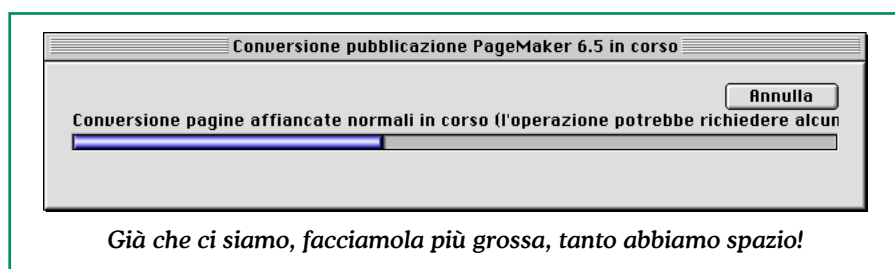 Conversione pubblicazione PageMaker 6.5 in corso
Annulla
Conversione pagine affiancate normali in corso (l'operazione potrebbe richiedere alcun
Già che ci siamo, facciamola più grossa, tanto abbiamo spazio!